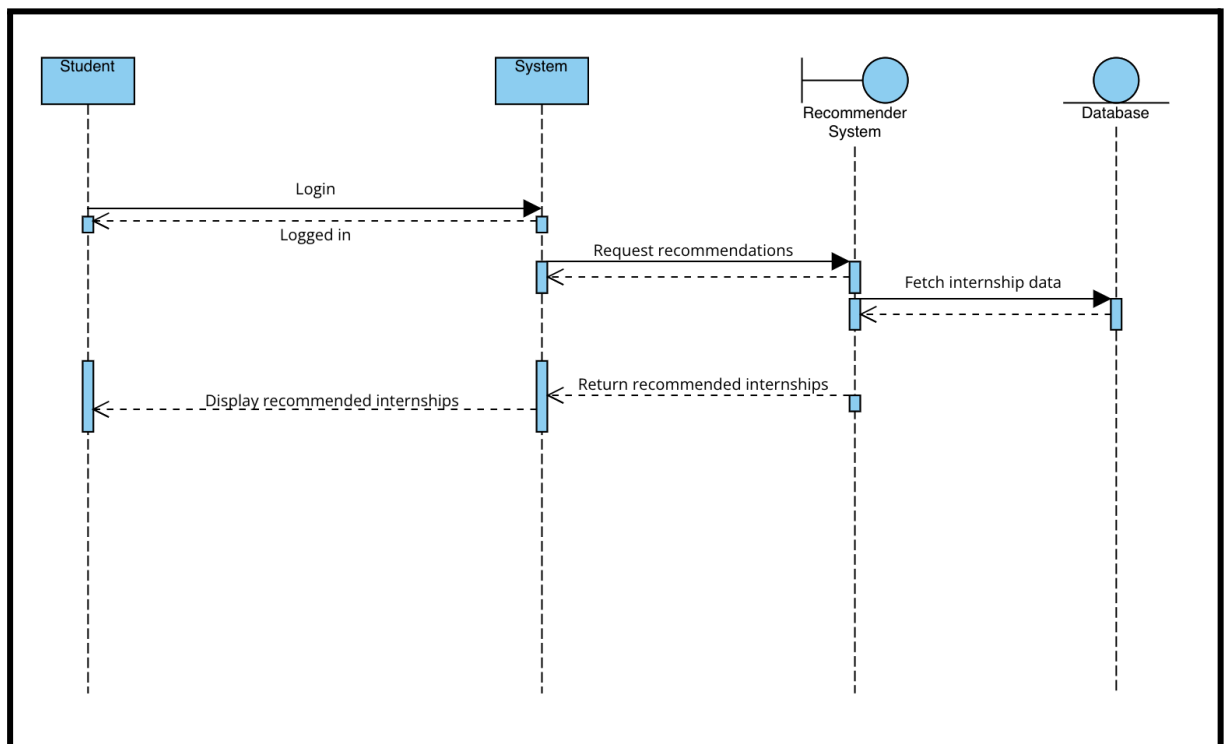 Student
System
Recommender
System
Database
Login
Logged in
Request recommendations
Fetch internship data
Return recommended internships
Display recommended internships